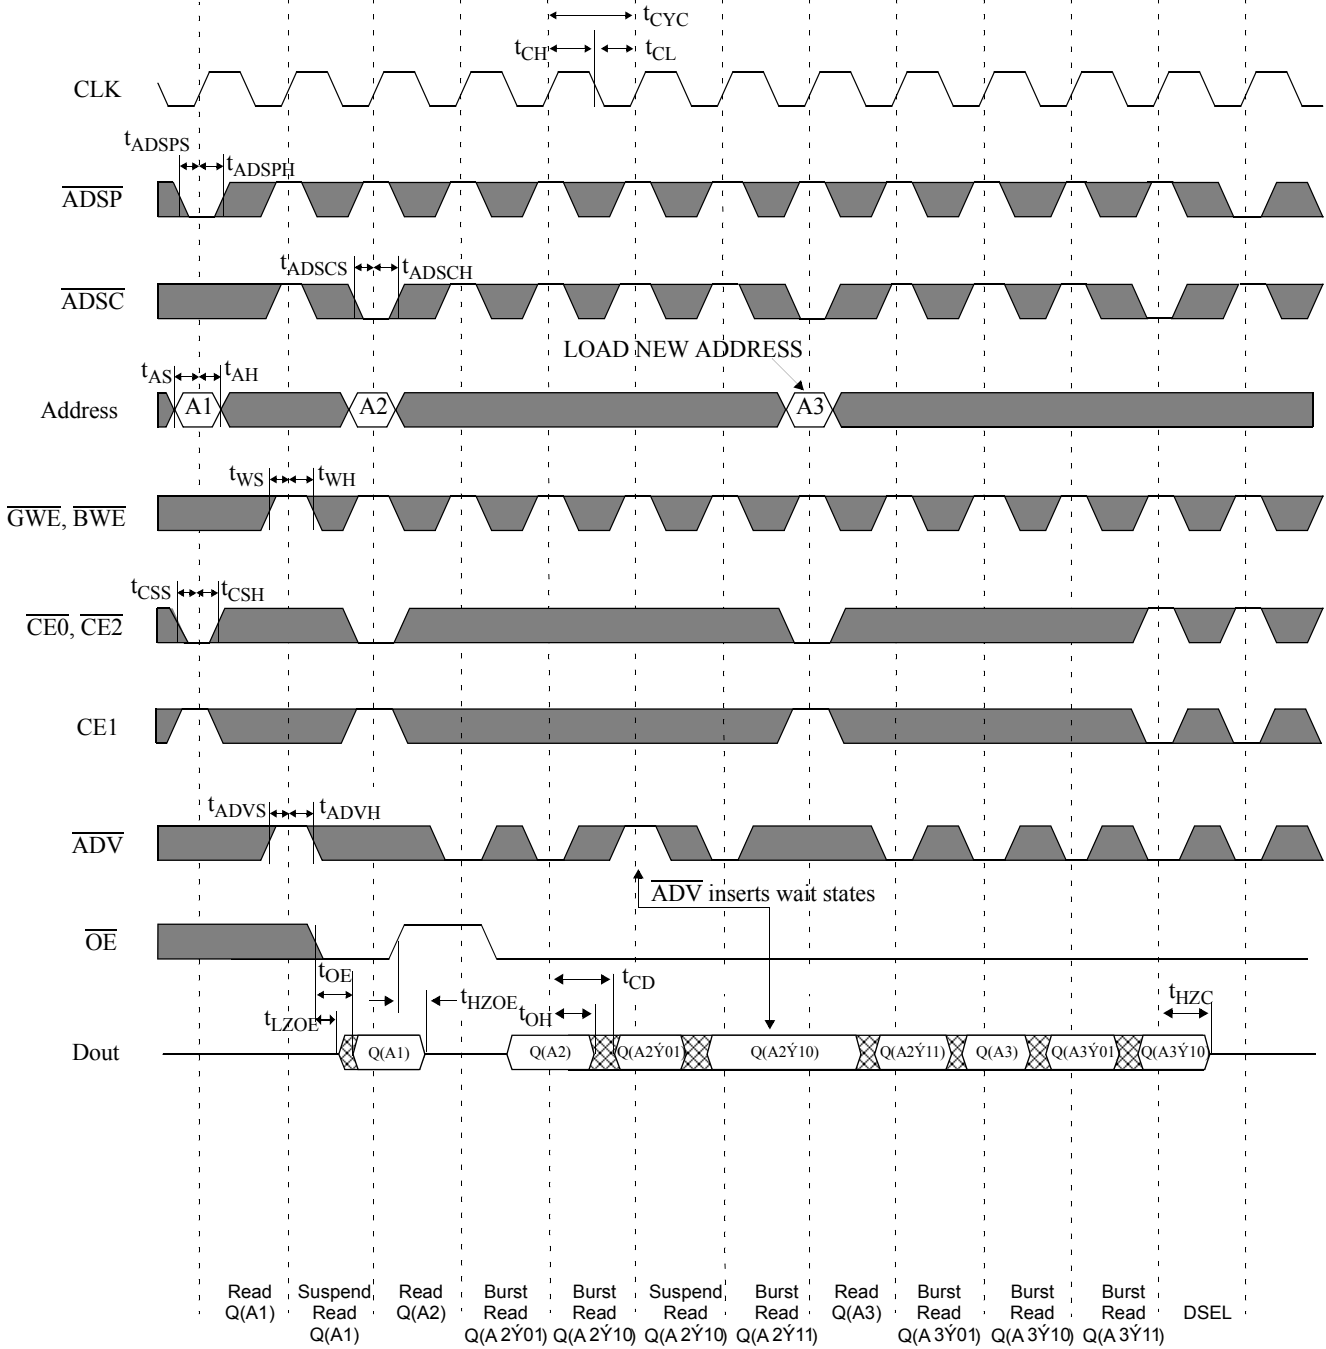 tCYC
tCH tCL
CLK
tADSPS
tADSPH
ADSP
tADSCS tADSCH
ADSC
LOAD NEW ADDRESS
tAS tAH
Address A1 A2 A3
tWS tWH
GWE, BWE
tCSS tCSH
CE0, CE2
CE1
tADVS tADVH
ADV
ADV inserts wait states
OE
tOE tCD
tHZOE tHZC
tLZOE tOH
Dout Q(A1) Q(A2) Q(A2Ý01) Q(A2Ý10) Q(A2Ý11) Q(A3) Q(A3Ý01) Q(A3Ý10)
Read Suspend Read Burst Burst Suspend Burst Read Burst Burst Burst
Q(A1) Read Q(A2) Read Read Read Read Q(A3) Read Read Read DSEL
Q(A1) Q(A 2Ý01) Q(A 2Ý10) Q(A 2Ý10) Q(A 2Ý11) Q(A 3Ý01) Q(A 3Ý10) Q(A 3Ý11)